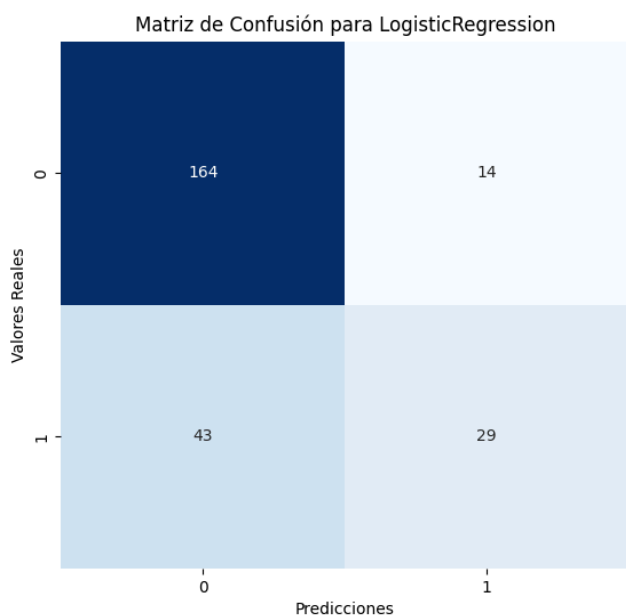 Matriz de Confusión para LogisticRegression
0
164
14
Valores Reales
1
43
29
0
1
Predicciones